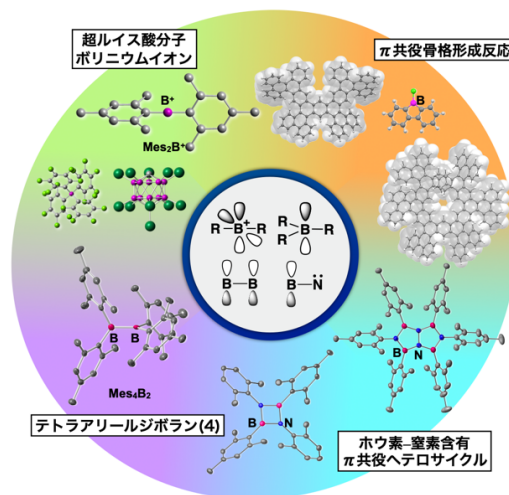 超ルイス酸分子
ボリニウムイオン
π共役骨格形成反応
B⁺
B
Mes₂B⁺
R–B⁺–R
R
R
B–R
B–B
B–N
B
B
B
N
Mes₄B₂
B
N
テトラアリールジボラン(4)
ホウ素–窒素含有
π共役ヘテロサイクル